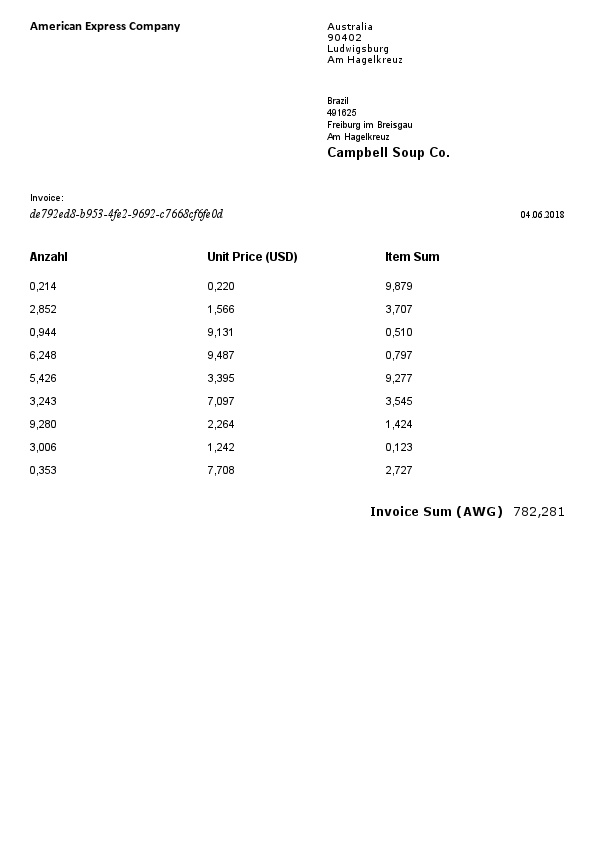 American Express Company
Australia
90402
Ludwigsburg
Am Hagelkreuz
Brazil
491625
Freiburg im Breisgau
Am Hagelkreuz
Campbell Soup Co.
Invoice:
de792ed8-b953-4fe2-9692-c7668cf6fe0d 04.06.2018
Anzahl Unit Price (USD) Item Sum
0,214 0,220 9,879
2,852 1,566 3,707
0,944 9,131 0,510
6,248 9,487 0,797
5,426 3,395 9,277
3,243 7,097 3,545
9,280 2,264 1,424
3,006 1,242 0,123
0,353 7,708 2,727
Invoice Sum (AWG) 782,281